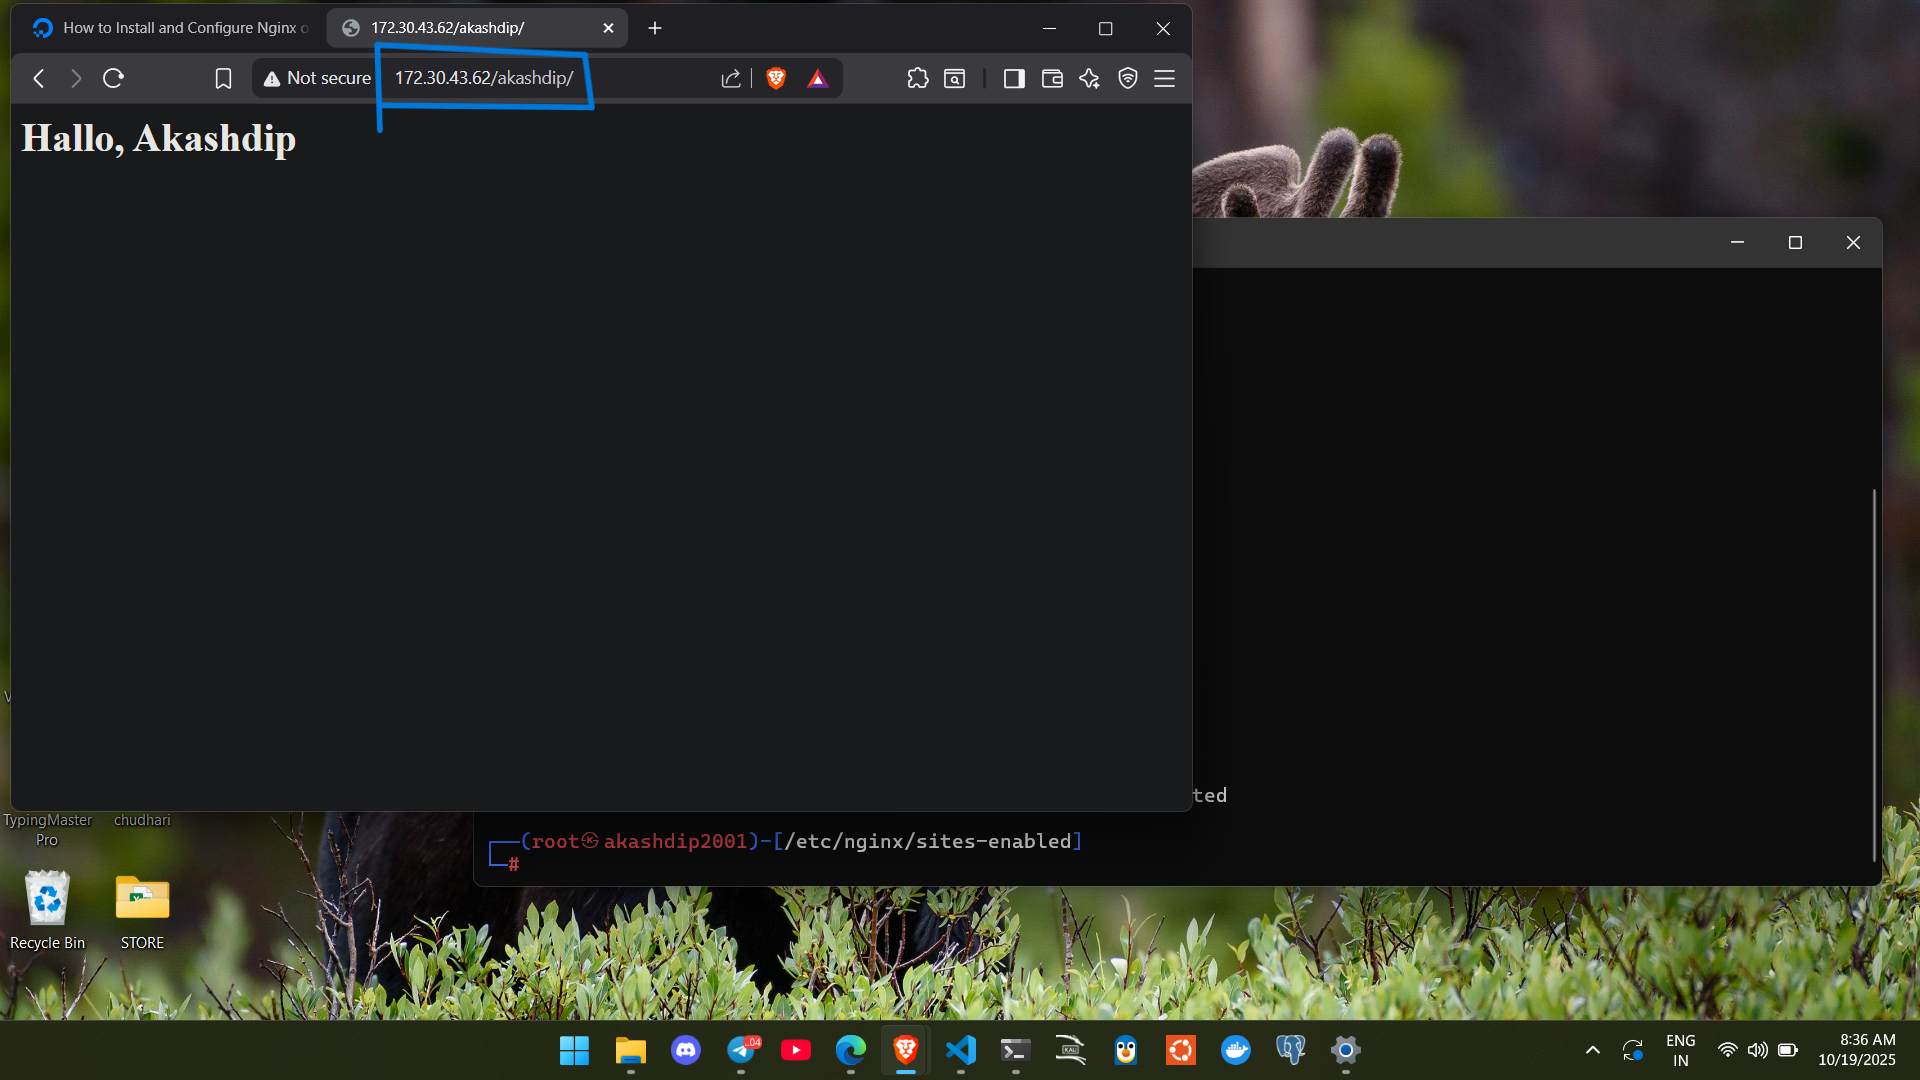 How to Install and Configure Nginx o
172.30.43.62/akashdip/
Not secure
172.30.43.62/akashdip/
Hallo, Akashdip
ted
(root㉿akashdip2001)-[/etc/nginx/sites-enabled]
#
TypingMaster
Pro
chudhari
Recycle Bin
STORE
.04
KALI
ENG
IN
8:36 AM
10/19/2025